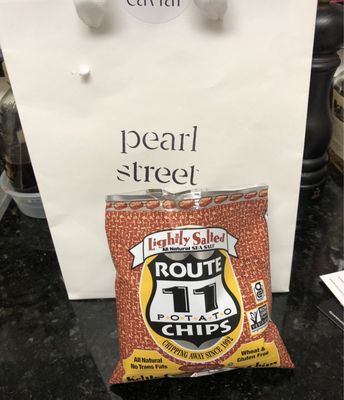 caviar
pearl
street
Lightly Salted
All Natural SEA SALT
ROUTE
11
POTATO
CHIPS
CHIPPING AWAY SINCE 1992
All Natural
No Trans Fats
Wheat &
Gluten Free